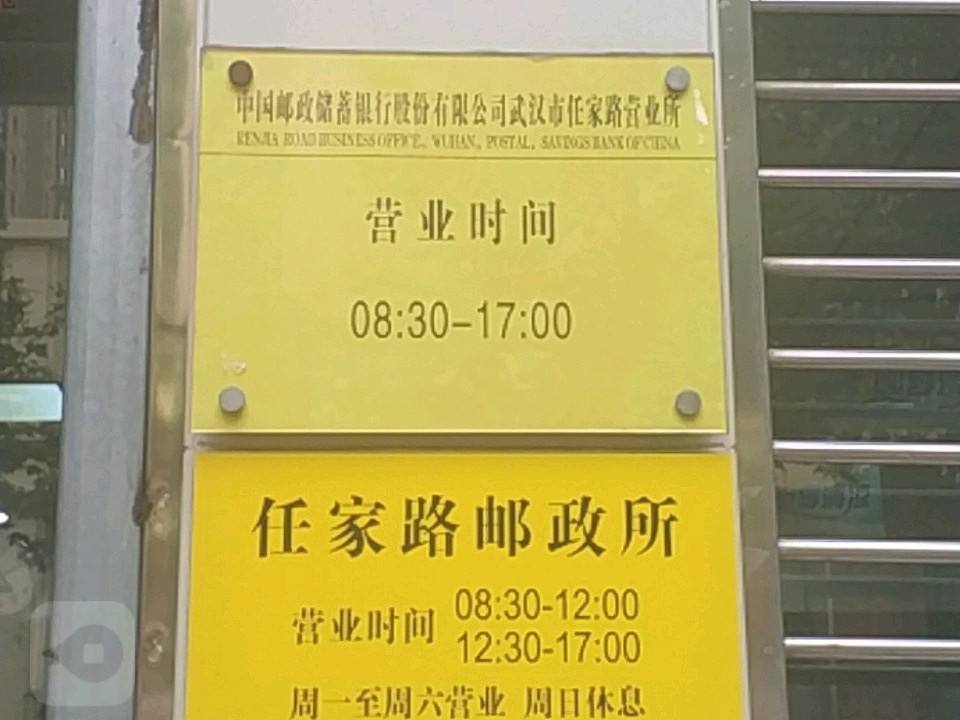 中国邮政储蓄银行股份有限公司武汉市任家路营业所
RENJIA ROAD BUSINESS OFFICE, WUHAN, POSTAL, SAVINGS BANK OF CHINA
营业时间
08:30-17:00
任家路邮政所
营业时间 08:30-12:00
12:30-17:00
周一至周六营业 周日休息